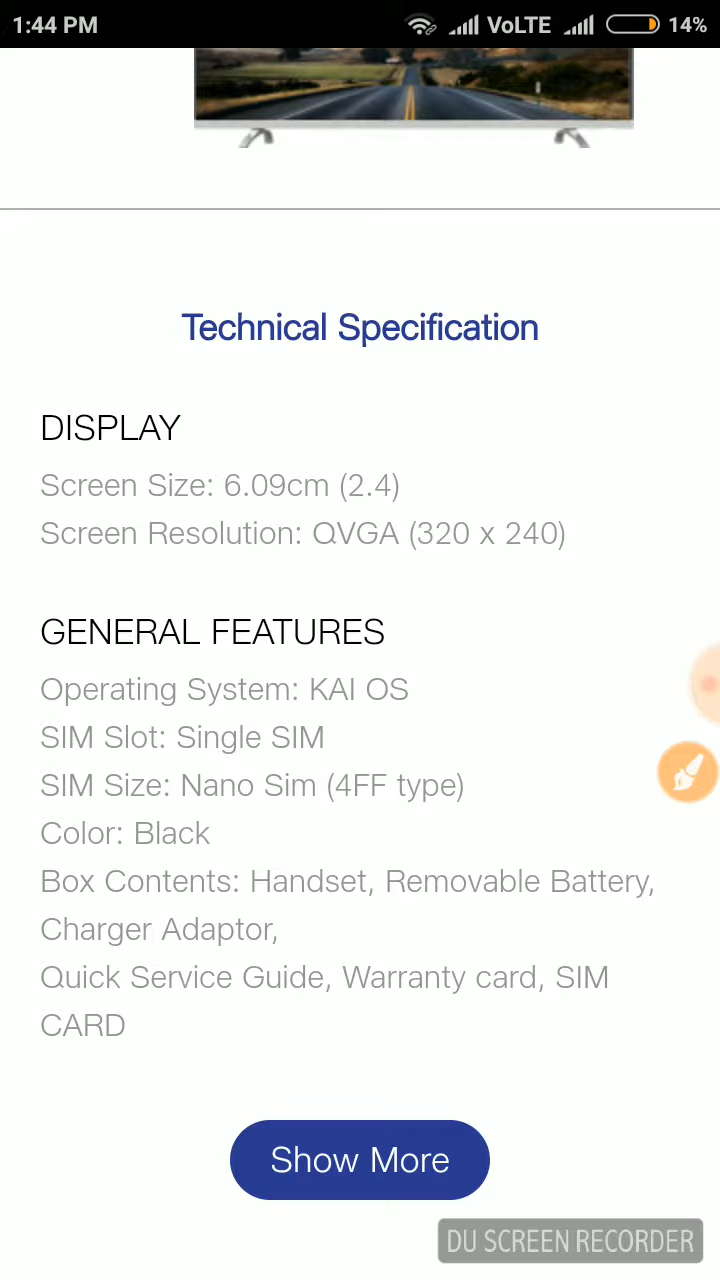 1:44 PM VoLTE 14%
Technical Specification
DISPLAY
Screen Size: 6.09cm (2.4)
Screen Resolution: QVGA (320 x 240)
GENERAL FEATURES
Operating System: KAI OS
SIM Slot: Single SIM
SIM Size: Nano Sim (4FF type)
Color: Black
Box Contents: Handset, Removable Battery,
Charger Adaptor,
Quick Service Guide, Warranty card, SIM
CARD
Show More
DU SCREEN RECORDER